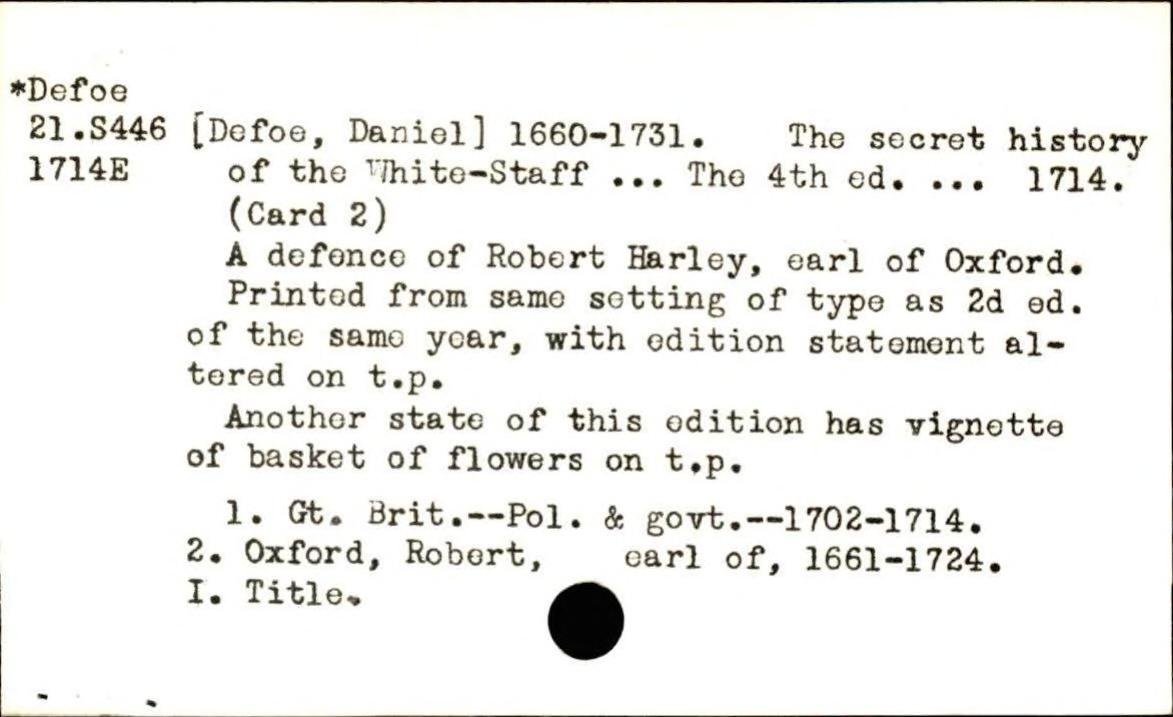 *Defoe
21.S446 [Defoe, Daniel] 1660-1731. The secret history
1714E of the White-Staff ... The 4th ed. ... 1714.
(Card 2)
A defence of Robert Harley, earl of Oxford.
Printed from same setting of type as 2d ed.
of the same year, with edition statement al-
tered on t.p.
Another state of this edition has vignette
of basket of flowers on t.p.
1. Gt. Brit.--Pol. & govt.--1702-1714.
2. Oxford, Robert, earl of, 1661-1724.
I. Title.